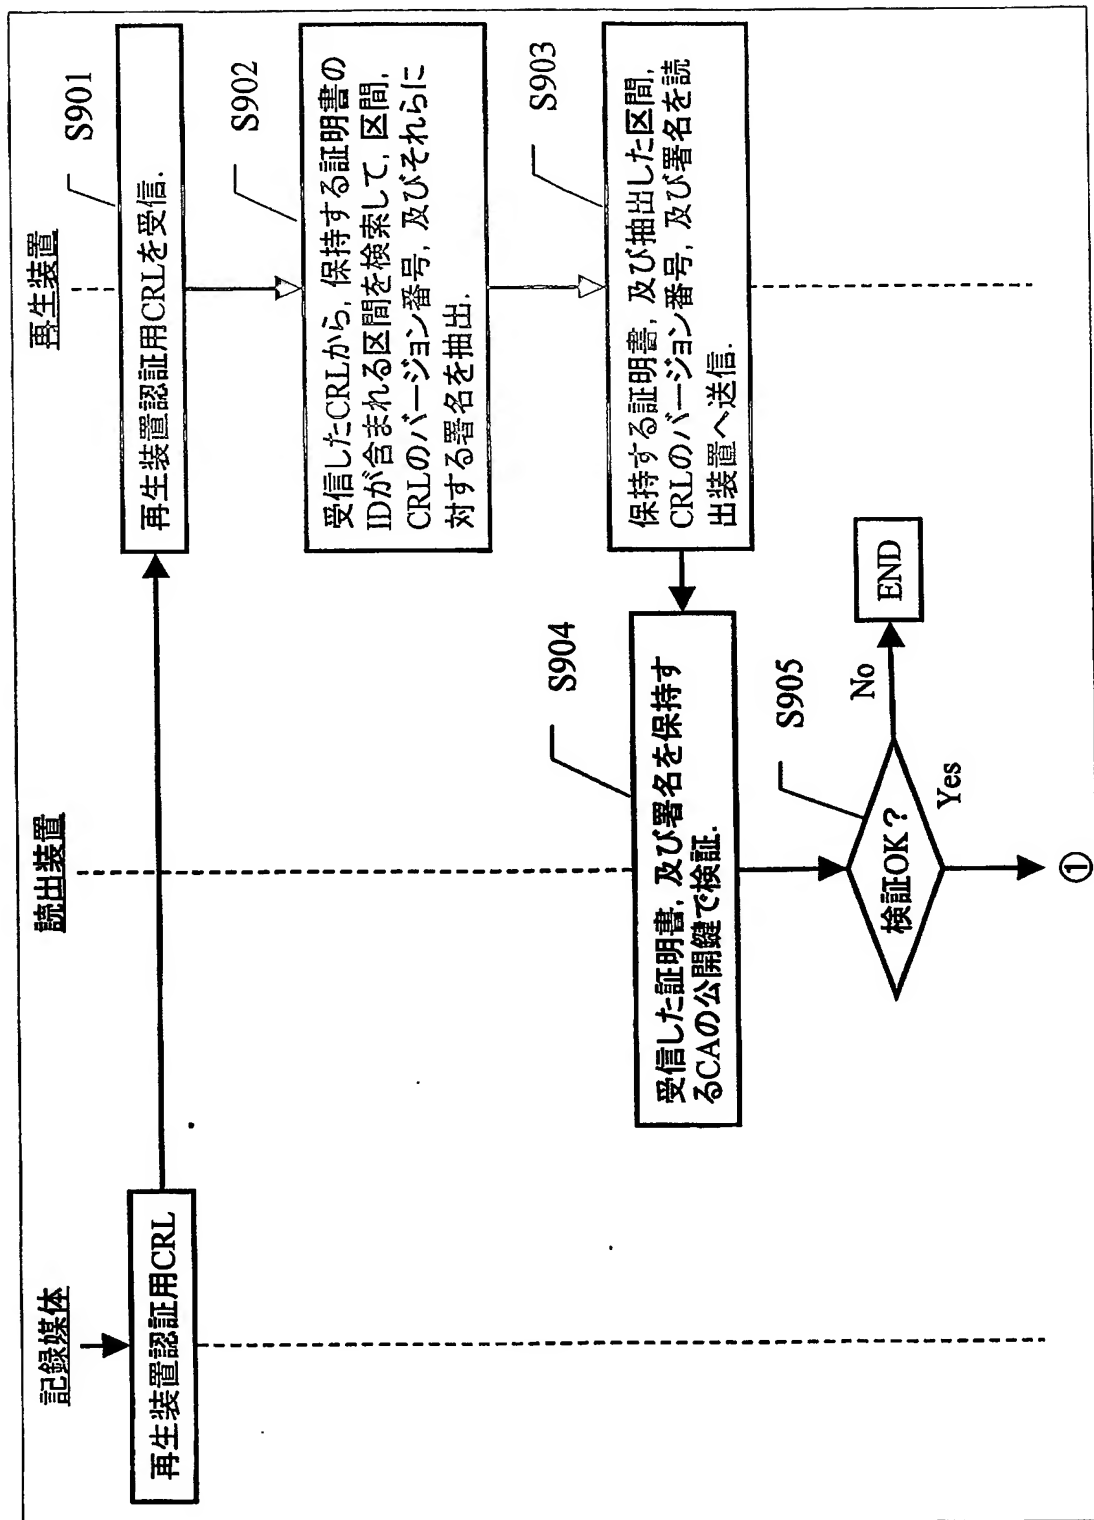 記録媒体
読出装置
再生装置
再生装置認証用CRL
S901
再生装置認証用CRLを受信.
S902
受信したCRLから, 保持する証明書の
IDが含まれる区間を検索して, 区間,
CRLのバージョン番号, 及びそれらに
対する署名を抽出.
S903
保持する証明書, 及び抽出した区間,
CRLのバージョン番号, 及び署名を読
出装置へ送信.
S904
受信した証明書, 及び署名を保持す
るCAの公開鍵で検証.
S905
検証OK?
No
END
Yes
①